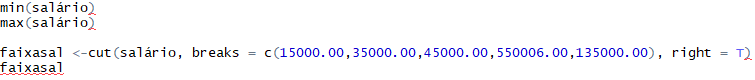 min(salário)
max(salário)
faixasal <-cut(salário, breaks = c(15000.00,35000.00,45000.00,550006.00,135000.00), right = T)
faixasal